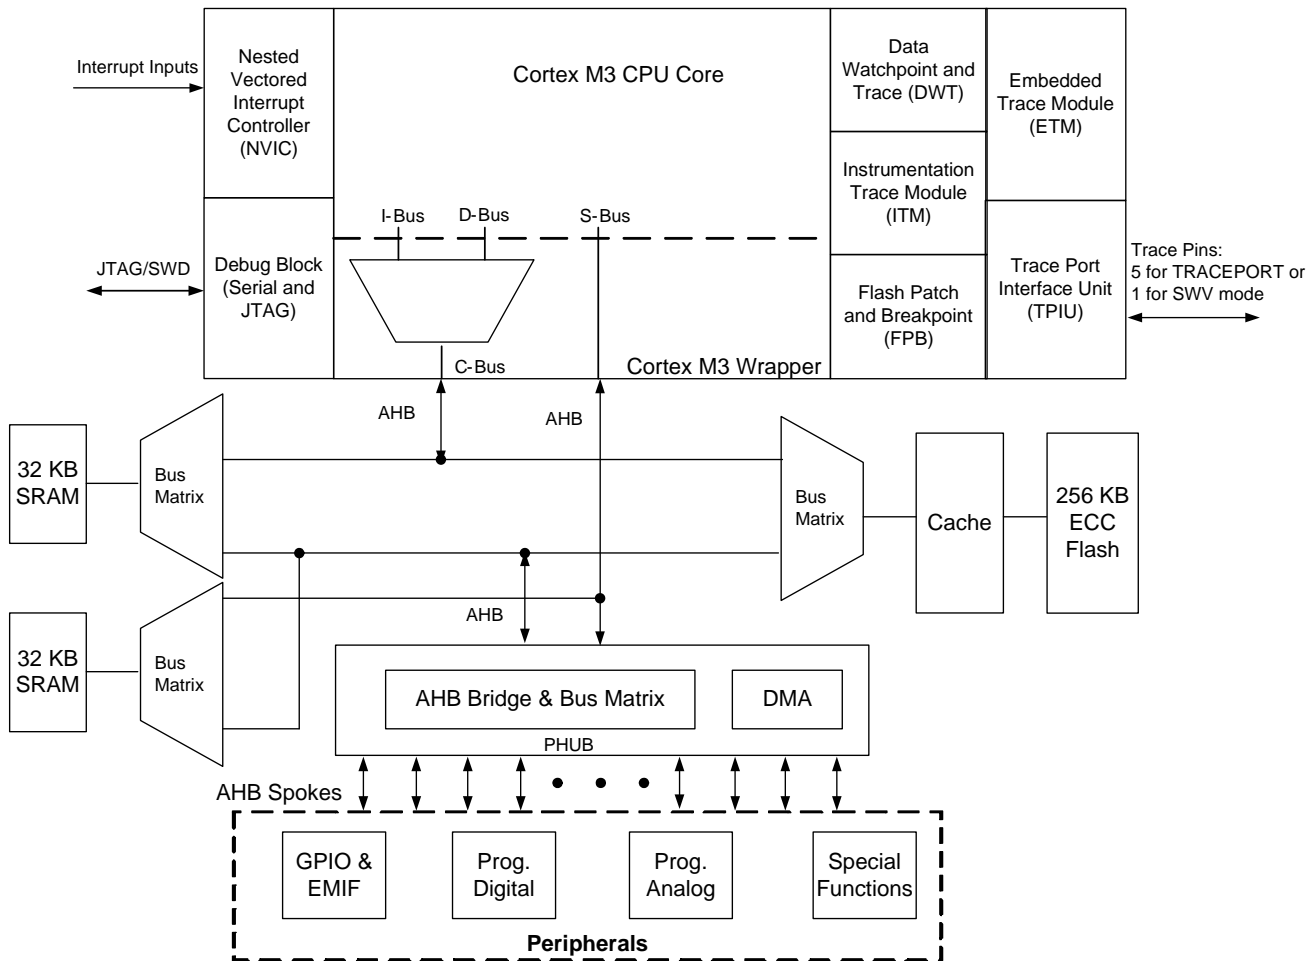 Interrupt Inputs
Nested
Vectored
Interrupt
Controller
(NVIC)
Cortex M3 CPU Core
Data
Watchpoint and
Trace (DWT)
Embedded
Trace Module
(ETM)
Instrumentation
Trace Module
(ITM)
I-Bus
D-Bus
S-Bus
JTAG/SWD
Debug Block
(Serial and
JTAG)
Flash Patch
and Breakpoint
(FPB)
Trace Port
Interface Unit
(TPIU)
Trace Pins:
5 for TRACEPORT or
1 for SWV mode
C-Bus
Cortex M3 Wrapper
AHB
AHB
32 KB
SRAM
Bus
Matrix
Bus
Matrix
Cache
256 KB
ECC
Flash
AHB
32 KB
SRAM
Bus
Matrix
AHB Bridge & Bus Matrix
DMA
PHUB
AHB Spokes
GPIO &
EMIF
Prog.
Digital
Prog.
Analog
Special
Functions
Peripherals